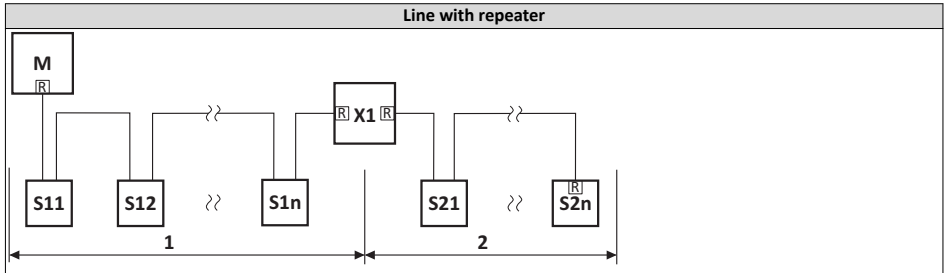 Line with repeater
M
R
R X1 R
R
S11 S12 S1n S21 S2n
1 2